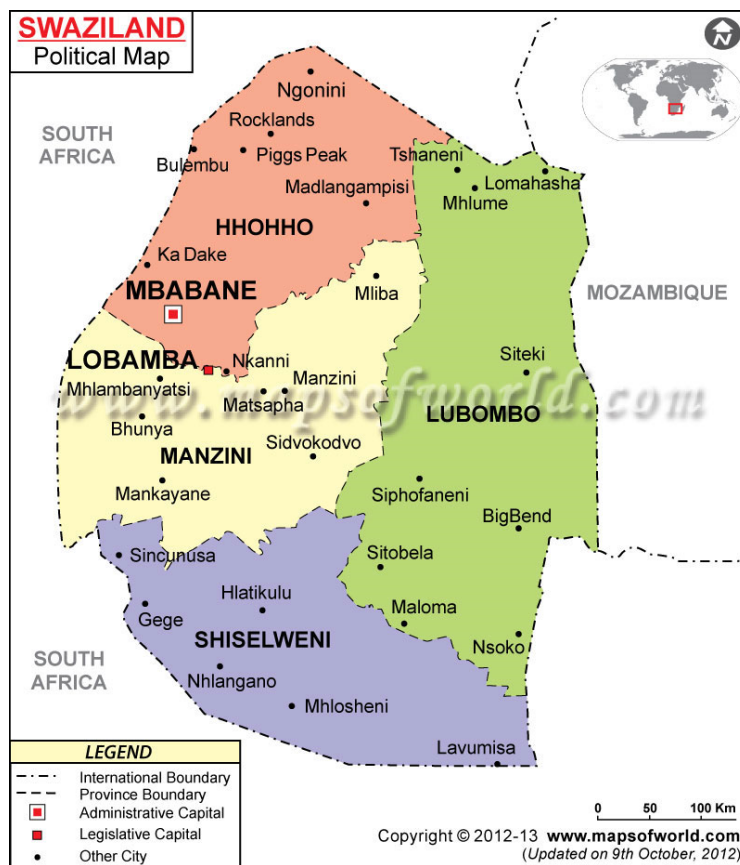 SWAZILAND
Political Map
N
SOUTH
AFRICA
Ngonini
Rocklands
Bulembu
Piggs Peak
Tshaneni
Lomahasha
Mhlume
Madlangampisi
HHOHHO
Ka Dake
MBABANE
Mliba
MOZAMBIQUE
LOBAMBA
Nkanni
Siteki
Mhlambanyatsi
Manzini
Matsapha
www.mapsofworld.com
LUBOMBO
Bhunya
MANZINI
Sidvokodvo
Mankayane
Siphofaneni
BigBend
Sincunusa
Sitobela
Hlatikulu
Gege
Maloma
SHISELWENI
Nsoko
SOUTH
AFRICA
Nhlangano
Mhlosheni
Lavumisa
LEGEND
International Boundary
Province Boundary
Administrative Capital
Legislative Capital
Other City
0 50 100 Km
Copyright © 2012-13 www.mapsofworld.com
(Updated on 9th October, 2012)